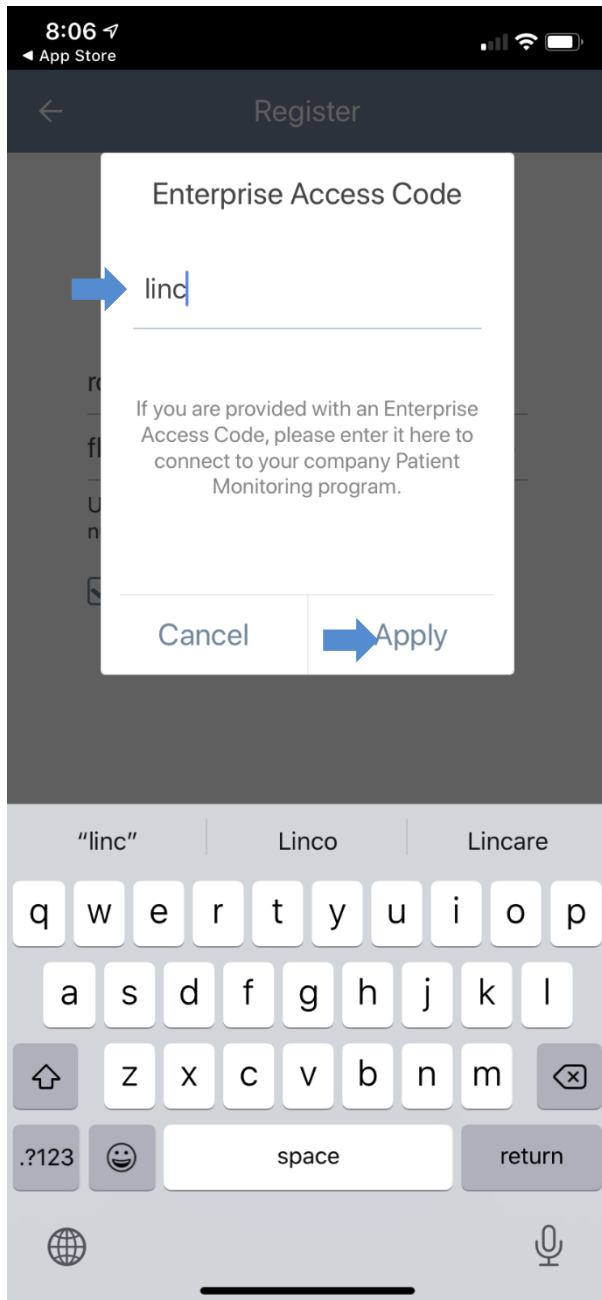 8:06
◀ App Store
Register
Enterprise Access Code
linc
If you are provided with an Enterprise
Access Code, please enter it here to
connect to your company Patient
Monitoring program.
Cancel
Apply
"linc"
Linco
Lincare
q w e r t y u i o p
a s d f g h j k l
z x c v b n m
.?123
space
return